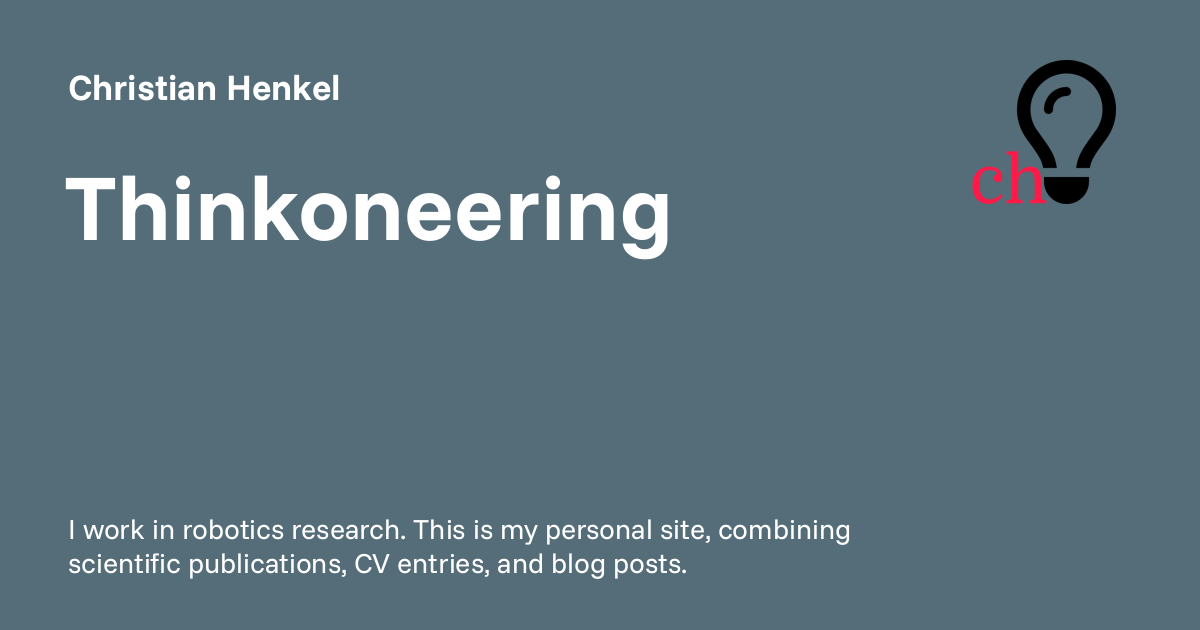 Christian Henkel
Thinkoneering
ch
I work in robotics research. This is my personal site, combining
scientific publications, CV entries, and blog posts.